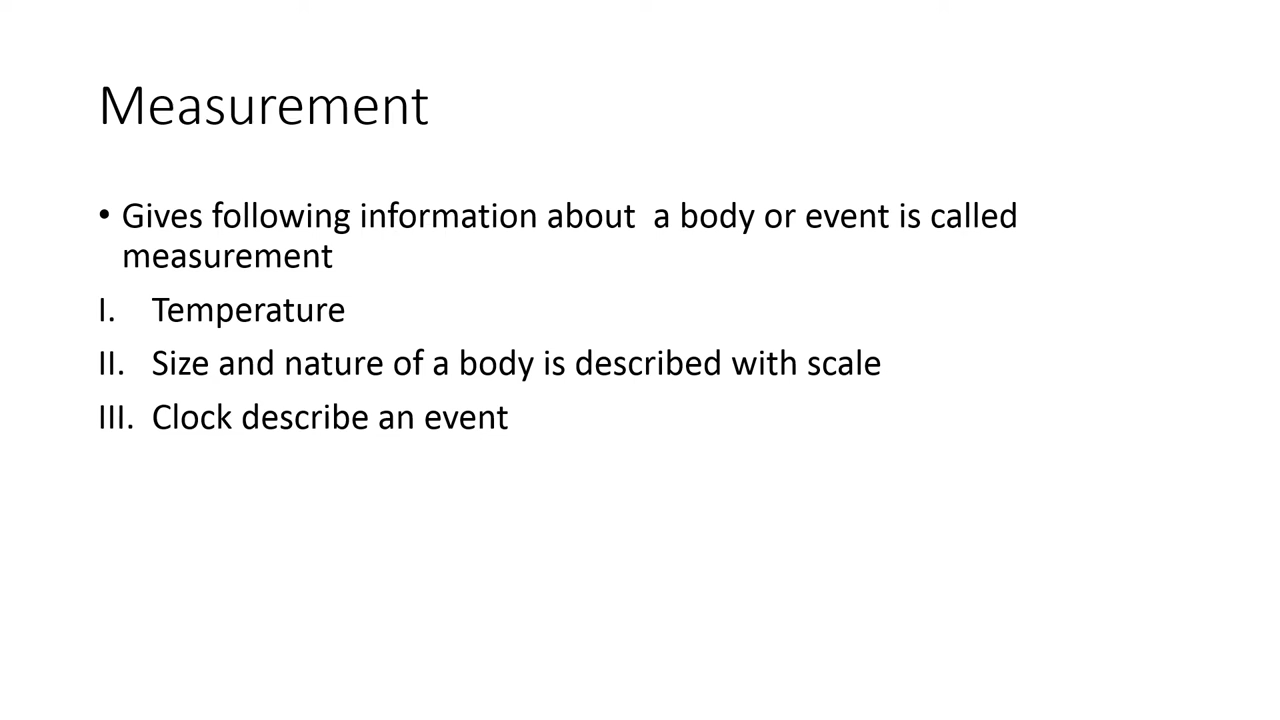 Measurement
• Gives following information about  a body or event is called
measurement
I. Temperature
II. Size and nature of a body is described with scale
III. Clock describe an event